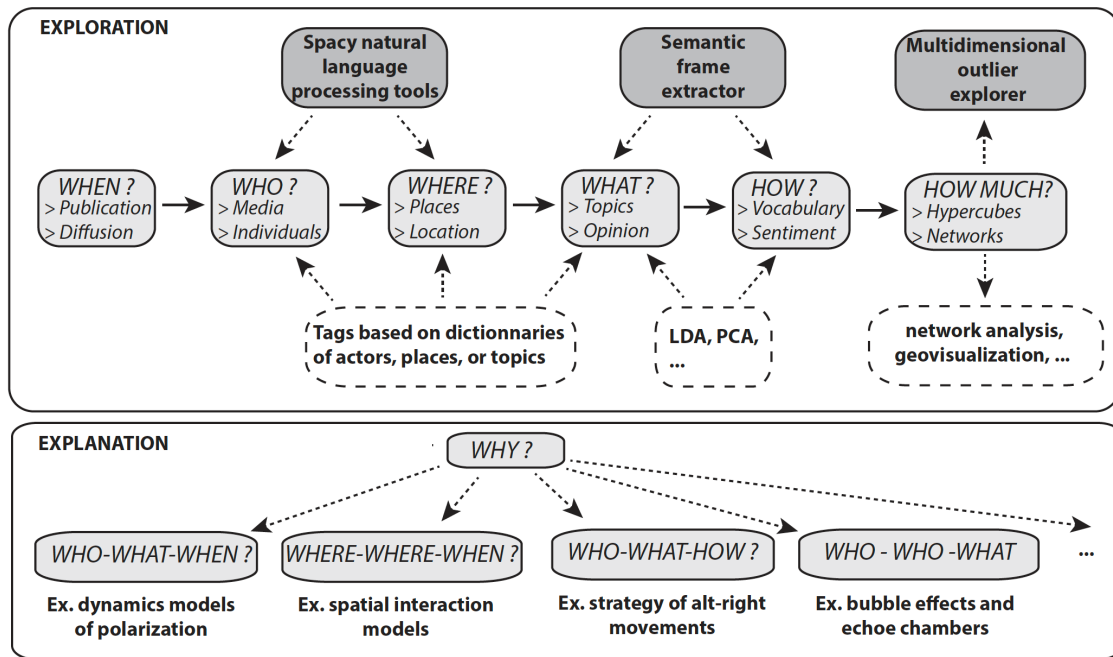 EXPLORATION
Spacy natural
language
processing tools
Semantic
frame
extractor
Multidimensional
outlier
explorer
WHEN ?
> Publication
> Diffusion
WHO ?
> Media
> Individuals
WHERE ?
> Places
> Location
WHAT ?
> Topics
> Opinion
HOW ?
> Vocabulary
> Sentiment
HOW MUCH?
> Hypercubes
> Networks
Tags based on dictionnaries
of actors, places, or topics
LDA, PCA,
...
network analysis,
geovisualization, ...
EXPLANATION
WHY ?
WHO-WHAT-WHEN ?
WHERE-WHERE-WHEN ?
WHO-WHAT-HOW ?
WHO - WHO -WHAT
...
Ex. dynamics models
of polarization
Ex. spatial interaction
models
Ex. strategy of alt-right
movements
Ex. bubble effects and
echoe chambers